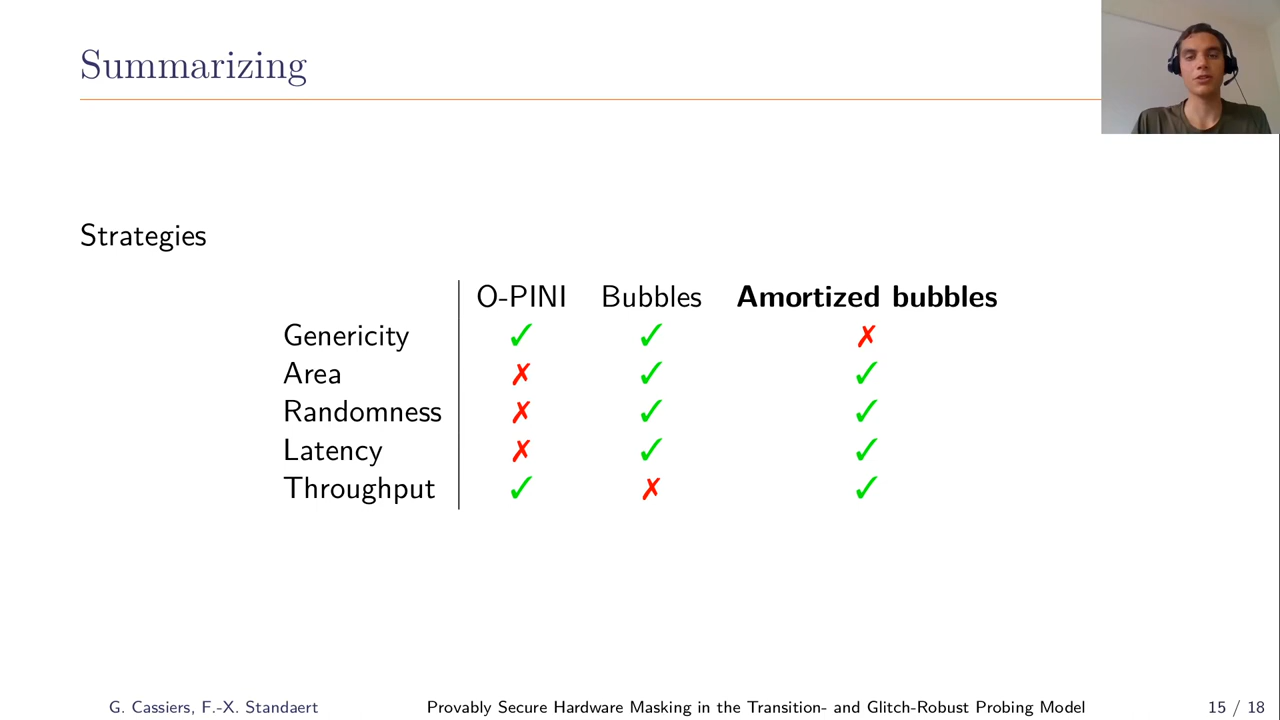 Summarizing
Strategies
O-PINI Bubbles Amortized bubbles
Genericity ✓ ✓ ✗
Area ✗ ✓ ✓
Randomness ✗ ✓ ✓
Latency ✗ ✓ ✓
Throughput ✓ ✗ ✓
G. Cassiers, F.-X. Standaert Provably Secure Hardware Masking in the Transition- and Glitch-Robust Probing Model 15 / 18